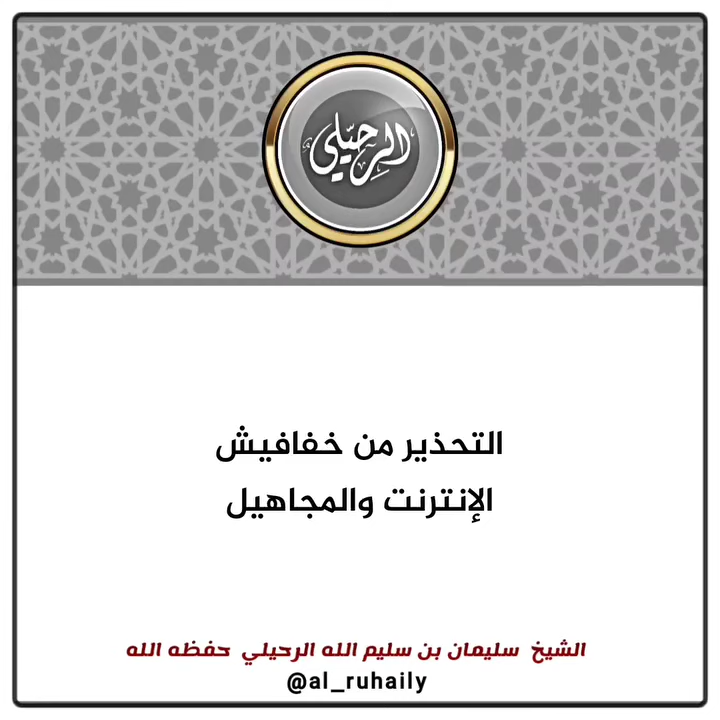 الرحيلي
التحذير من خفافيش
الإنترنت والمجاهيل
الشيخ سليمان بن سليم الله الرحيلي حفظه الله
@al_ruhaily